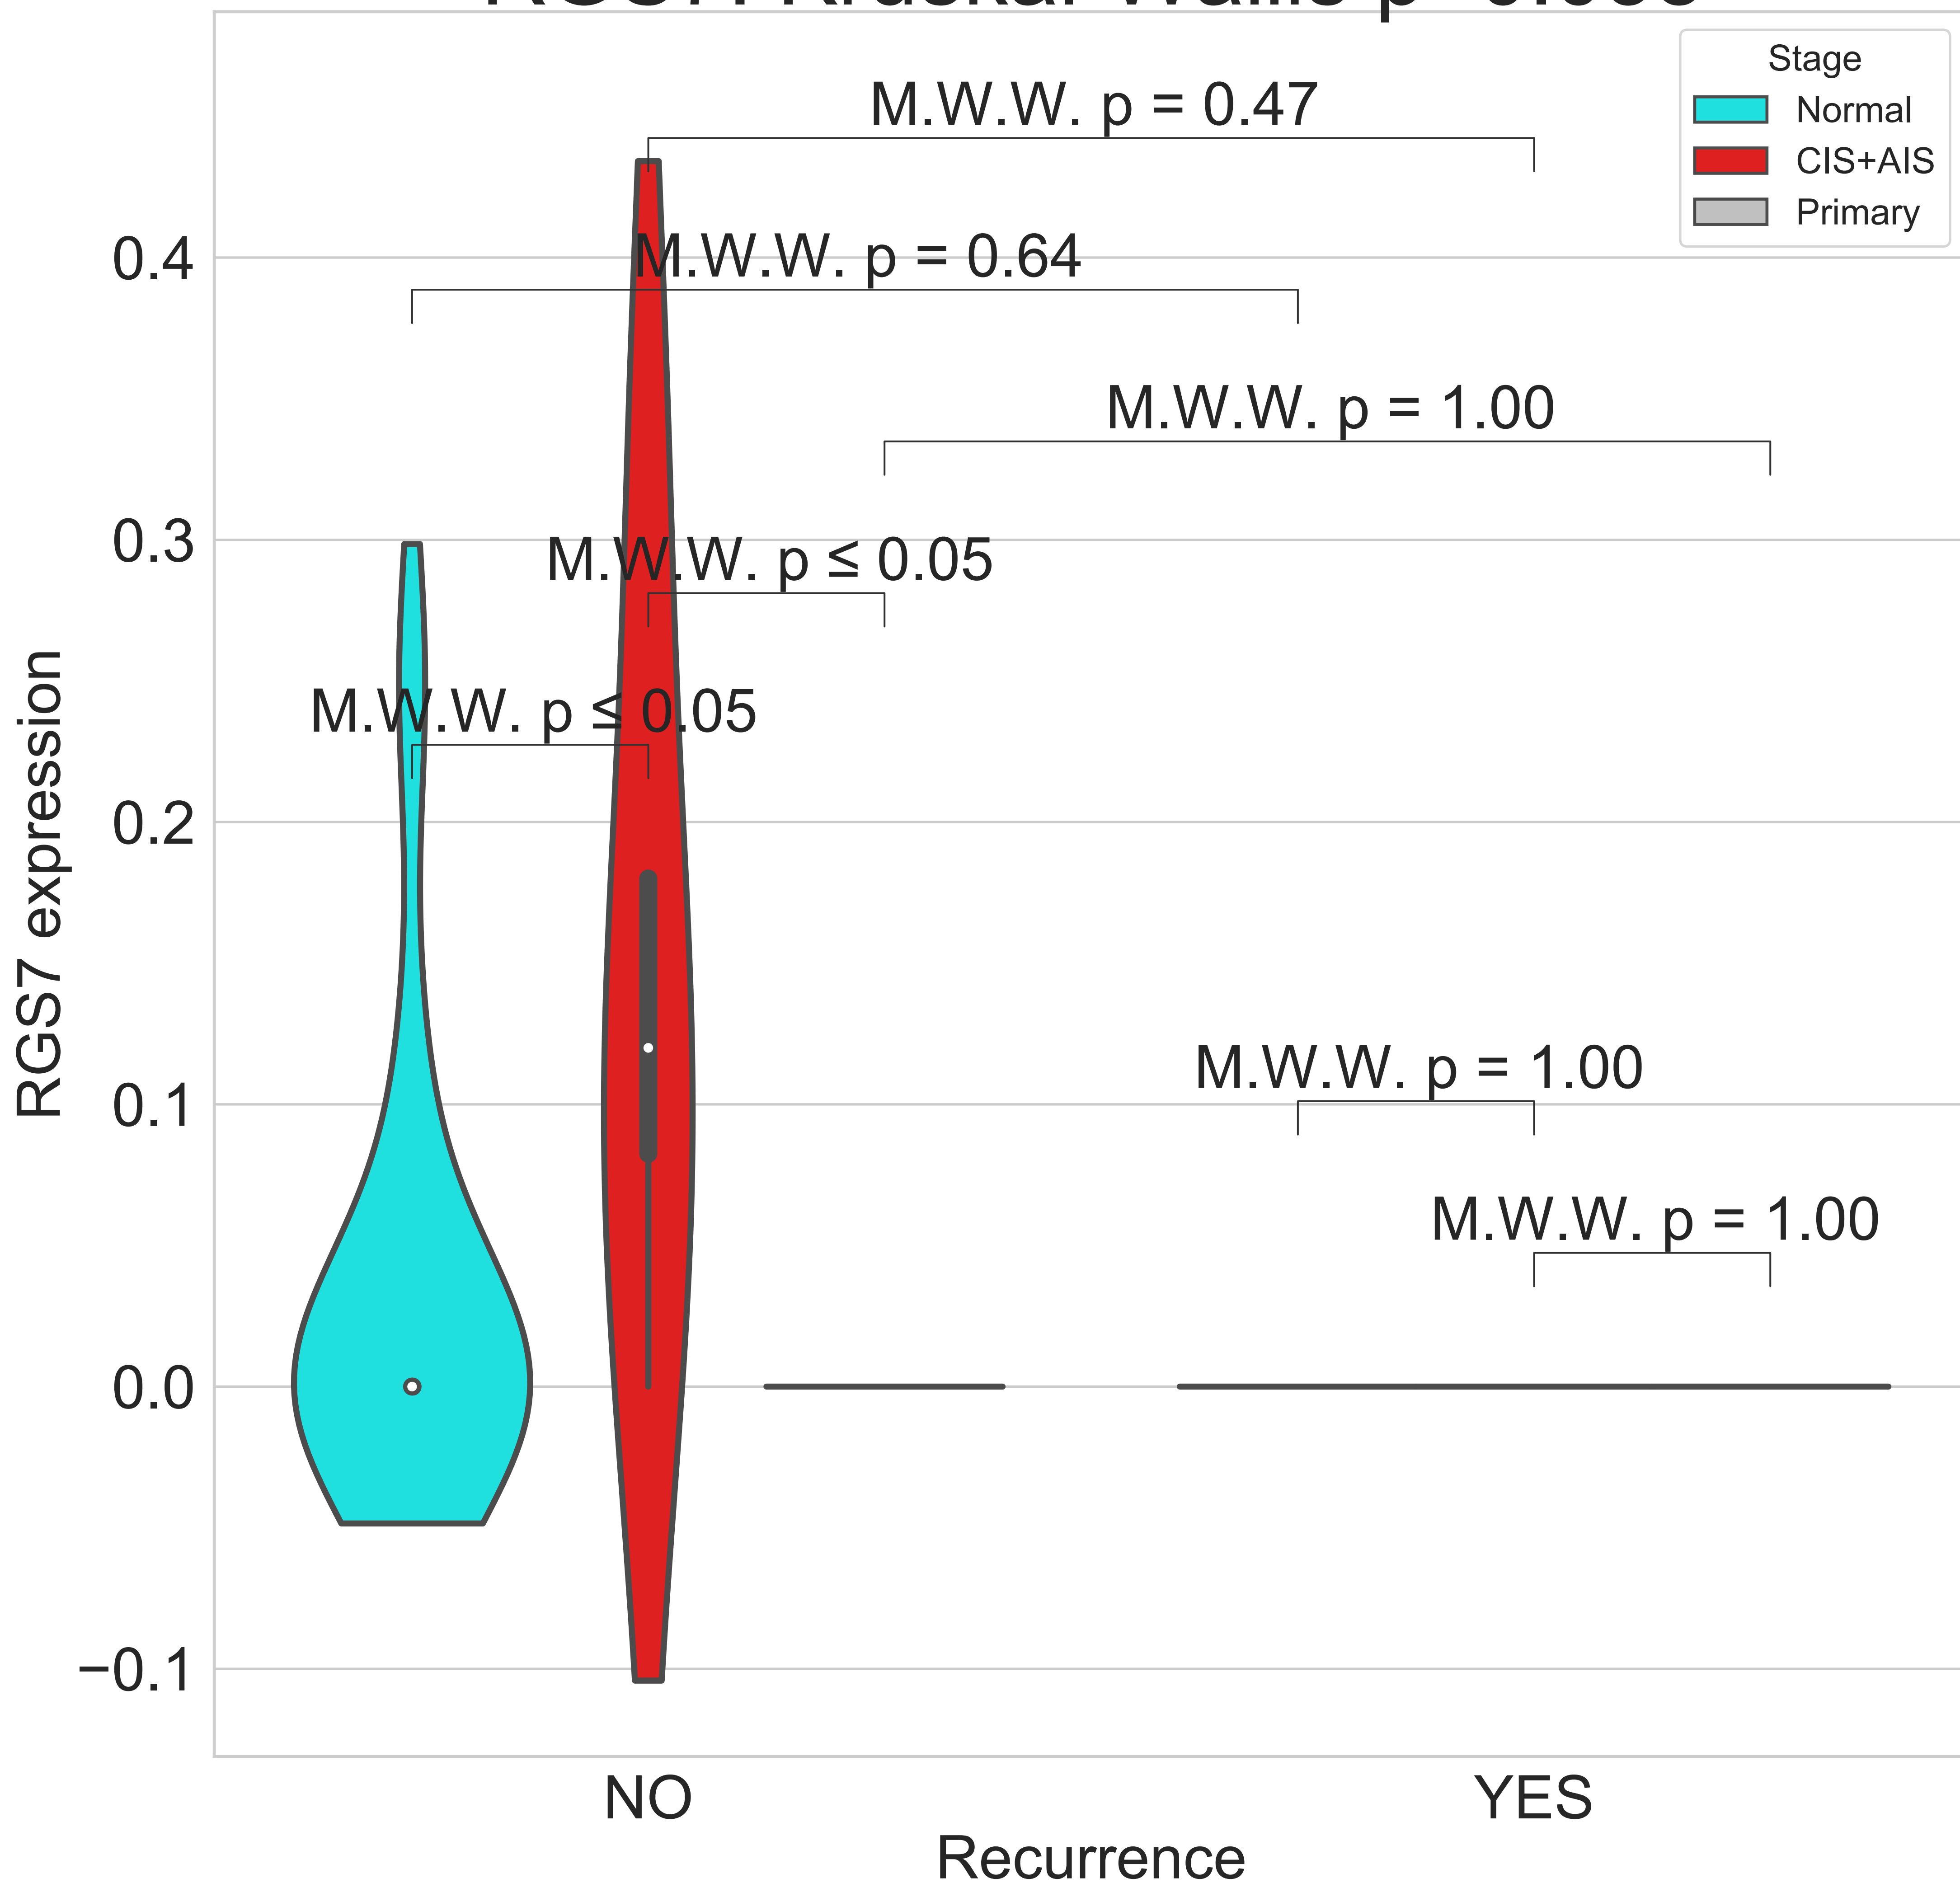 Stage
Normal
CIS+AIS
Primary
M.W.W. p = 0.47
M.W.W. p = 0.64
M.W.W. p = 1.00
M.W.W. p ≤ 0.05
M.W.W. p ≤ 0.05
M.W.W. p = 1.00
M.W.W. p = 1.00
RGS7 expression
0.4
0.3
0.2
0.1
0.0
−0.1
NO
YES
Recurrence